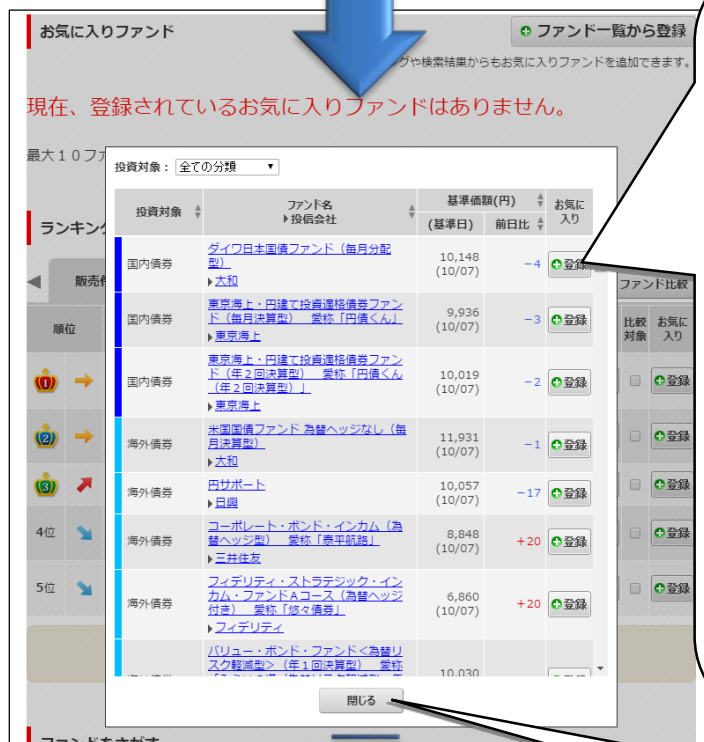 お気に入りファンド
ファンド一覧から登録
グや検索結果からもお気に入りファンドを追加できます。
現在、登録されているお気に入りファンドはありません。
最大１０ファ
投資対象： 全ての分類 ▼
投資対象
ファンド名
▶投信会社
基準価額(円)
(基準日) 前日比
お気に
入り
ランキング
販売件
ファンド比較
順位
比較
対象
お気に
入り
国内債券
ダイワ日本国債ファンド（毎月分配
型）
▶大和
10,148
(10/07)
－4
登録
国内債券
東京海上・円建て投資適格債券ファン
ド（毎月決算型）　愛称「円債くん」
▶東京海上
9,936
(10/07)
－3
登録
国内債券
東京海上・円建て投資適格債券ファン
ド（年２回決算型）　愛称「円債くん
（年２回決算型）」
▶東京海上
10,019
(10/07)
－2
登録
海外債券
米国国債ファンド 為替ヘッジなし（毎
月決算型）
▶大和
11,931
(10/07)
－1
登録
海外債券
円サポート
▶日興
10,057
(10/07)
－17
登録
海外債券
コーポレート・ボンド・インカム（為
替ヘッジ型）　愛称「泰平航路」
▶三井住友
8,848
(10/07)
+20
登録
海外債券
フィデリティ・ストラテジック・イン
カム・ファンドＡコース（為替ヘッジ
付き）　愛称「悠々債券」
▶フィデリティ
6,860
(10/07)
+20
登録
バリュー・ボンド・ファンド＜為替リ
スク軽減型＞（年１回決算型）　愛称
10,030
(1)
登録
(2)
登録
(3)
登録
4位
登録
5位
登録
閉じる
ファンドをさがす